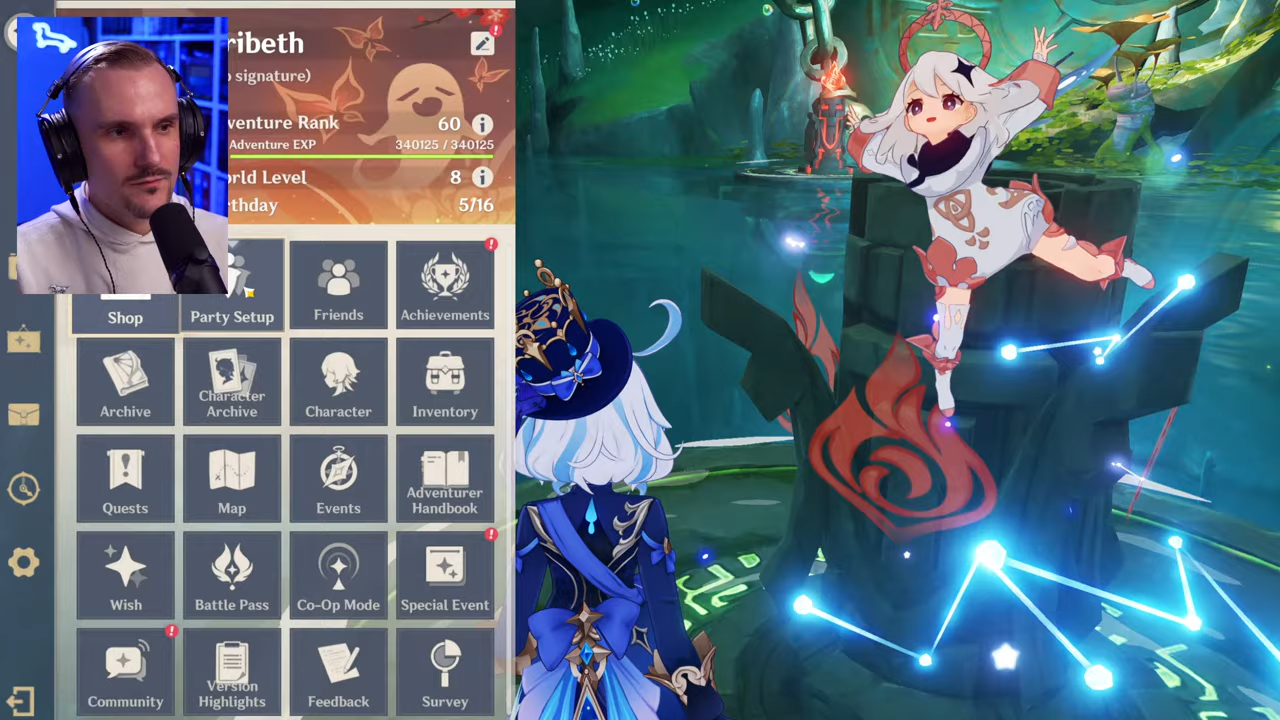 ribeth
signature)
venture Rank
60
Adventure EXP
340125 / 340125
rld Level
8
thday
5/16
Shop
Party Setup
Friends
Achievements
Archive
Character
Archive
Character
Inventory
Quests
Map
Events
Adventurer
Handbook
Wish
Battle Pass
Co-Op Mode
Special Event
Community
Version
Highlights
Feedback
Survey